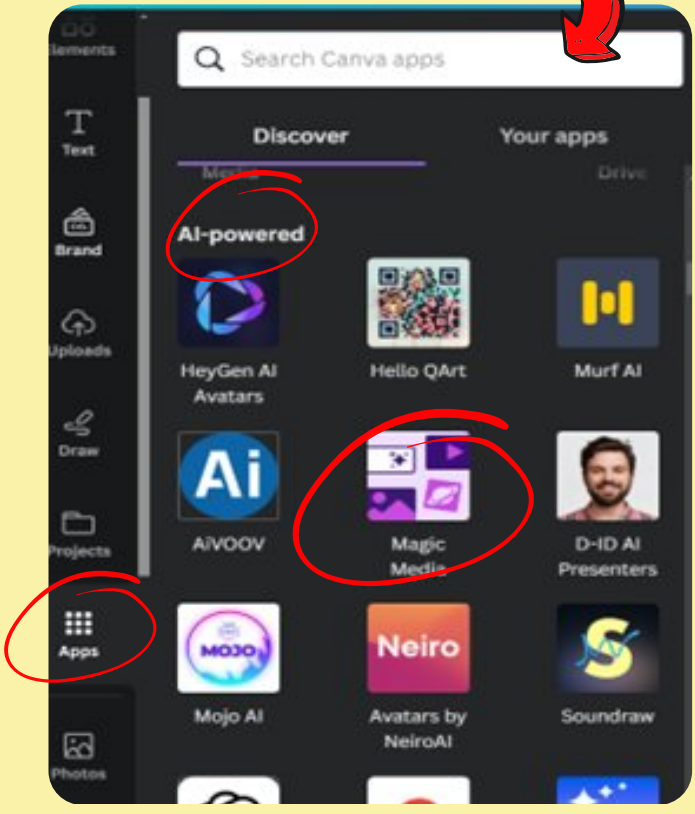 Elements
Search Canva apps
Text
Discover
Your apps
Media
Drive
Brand
AI-powered
Uploads
HeyGen AI
Avatars
Hello QArt
Murf AI
Draw
Ai
AiVOOV
Magic
Media
D-ID AI
Presenters
Projects
Apps
MOJO
Neiro
S
Mojo AI
Avatars by
NeiroAI
Soundraw
Photos